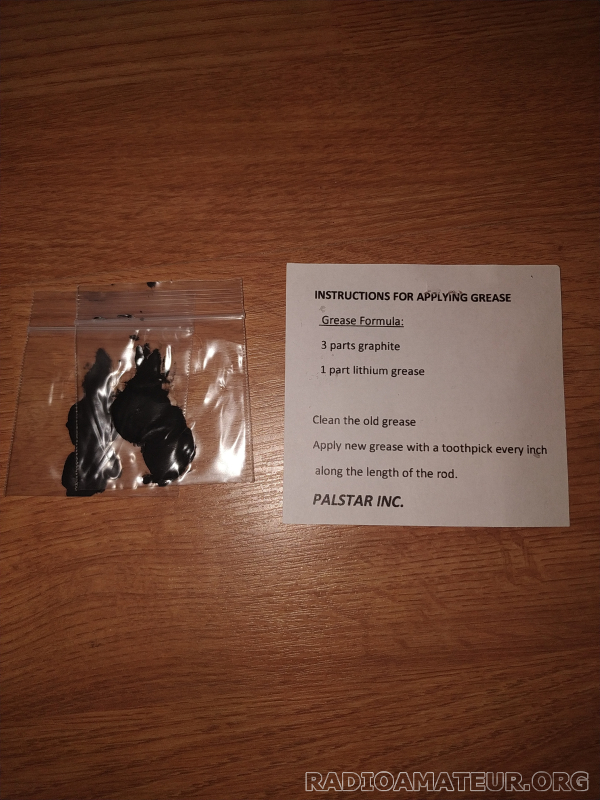 INSTRUCTIONS FOR APPLYING GREASE
Grease Formula:
3 parts graphite
1 part lithium grease
Clean the old grease
Apply new grease with a toothpick every inch
along the length of the rod.
PALSTAR INC.
RADIOAMATEUR.ORG